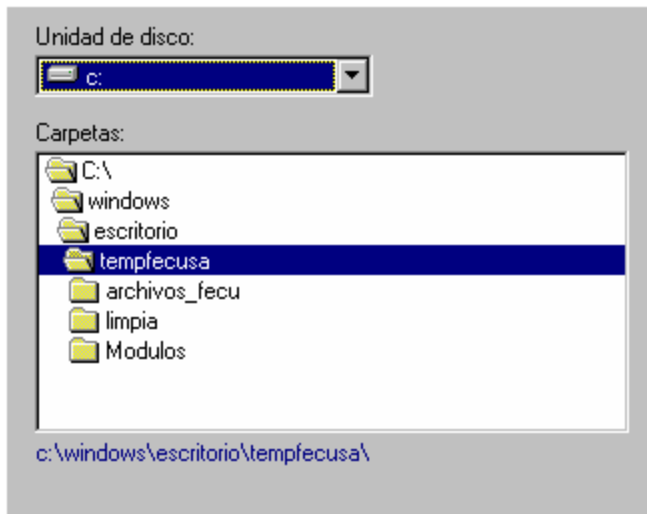 Unidad de disco:
c:
Carpetas:
C:\
windows
escritorio
tempfecusa
archivos_fecu
limpia
Modulos
c:\windows\escritorio\tempfecusa\